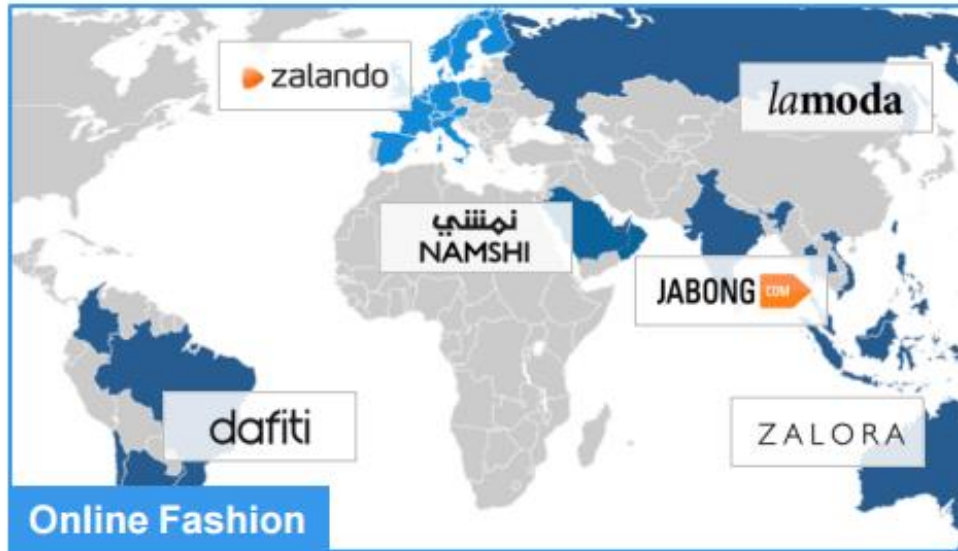 zalando
lamoda
نمشي
NAMSHI
JABONG COM
dafiti
ZALORA
Online Fashion